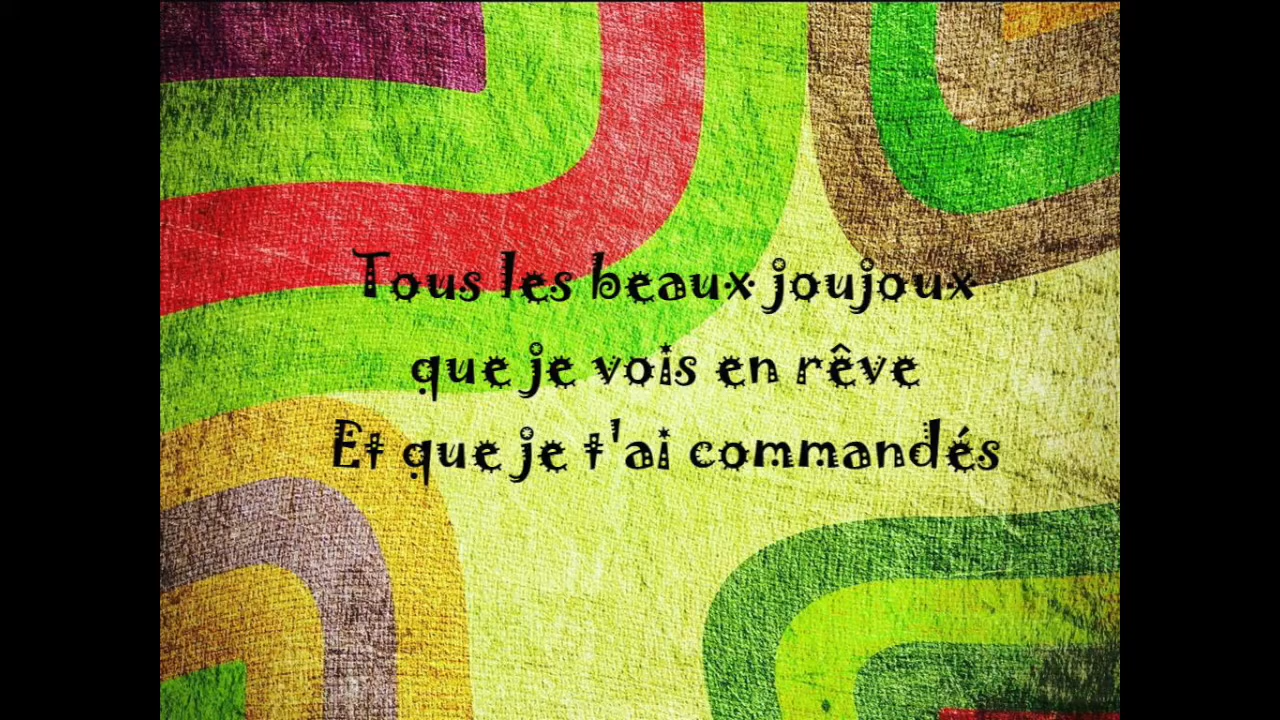 Tous les beaux joujoux
que je vois en rêve
Et que je t'ai commandés